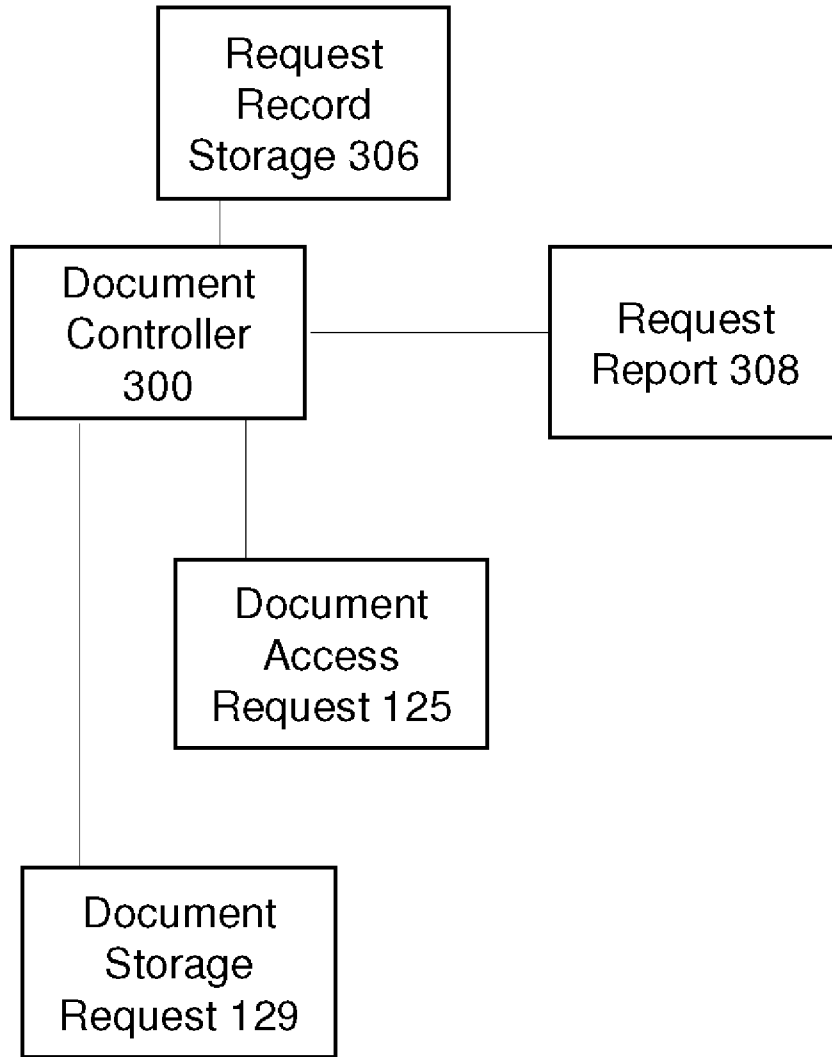 Request
Record
Storage 306
Document
Controller
300
Request
Report 308
Document
Access
Request 125
Document
Storage
Request 129